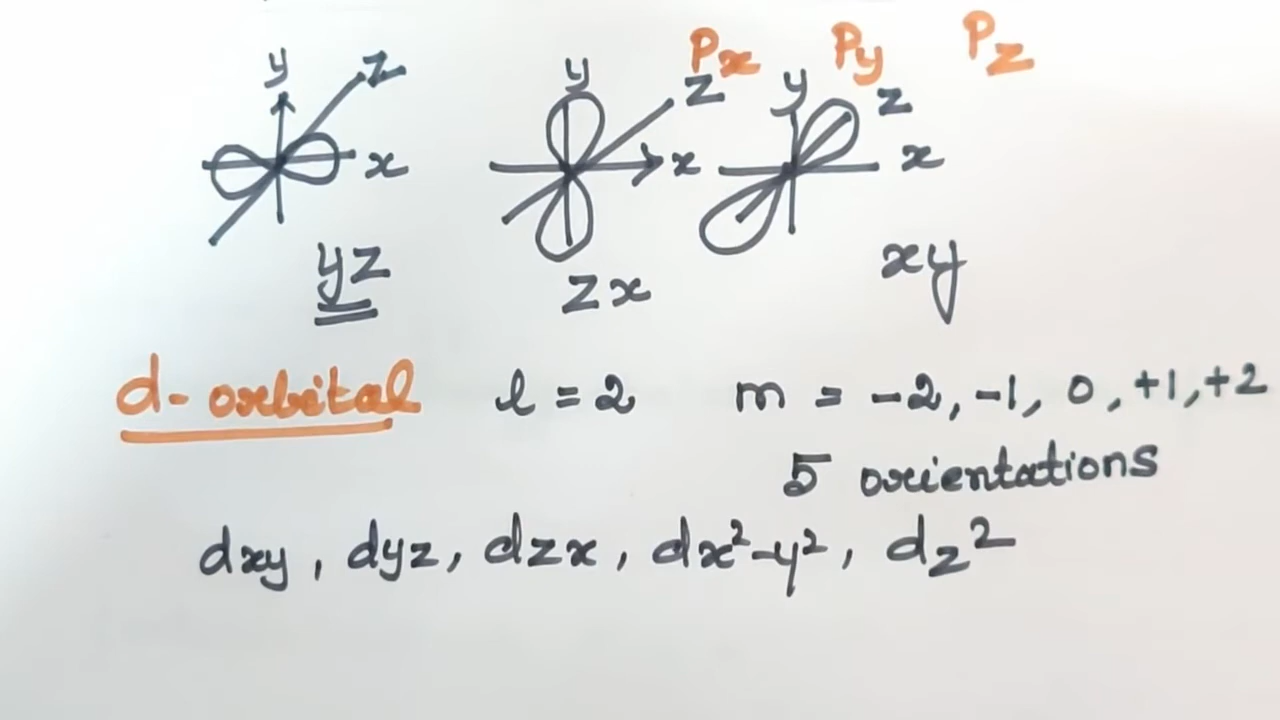 Px Py Pz
y z x y z x y z x
yz zx xy
d-orbital l = 2 m = -2, -1, 0, +1, +2
5 orientations
dxy, dyz, dzx, dx²-y², dz²